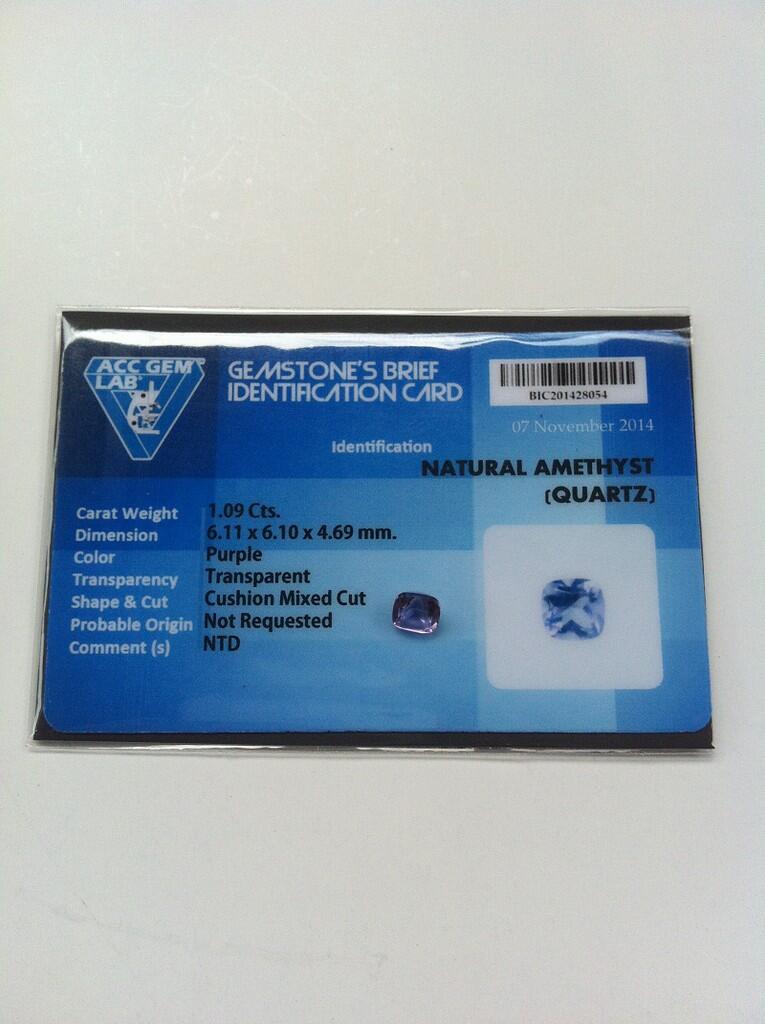 ACC GEM®
LAB
GEMSTONE'S BRIEF
IDENTIFICATION CARD
BIC201428054
07 November 2014
Identification
NATURAL AMETHYST
(QUARTZ)
Carat Weight 1.09 Cts.
Dimension 6.11 x 6.10 x 4.69 mm.
Color Purple
Transparency Transparent
Shape & Cut Cushion Mixed Cut
Probable Origin Not Requested
Comment (s) NTD